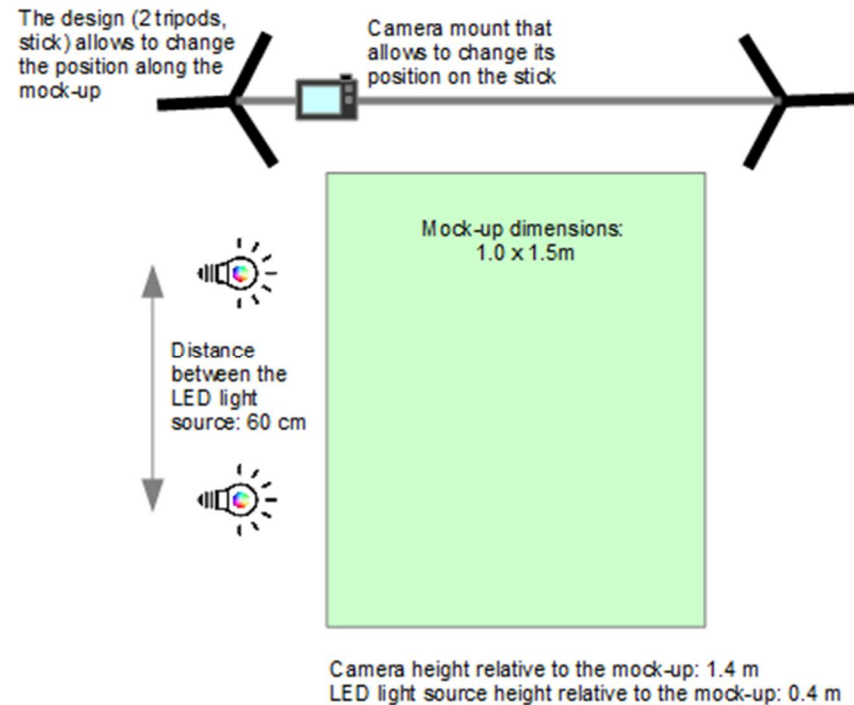 The design (2 tripods,
stick) allows to change
the position along the
mock-up
Camera mount that
allows to change its
position on the stick
Mock-up dimensions:
1.0 x 1.5m
Distance
between the
LED light
source: 60 cm
Camera height relative to the mock-up: 1.4 m
LED light source height relative to the mock-up: 0.4 m